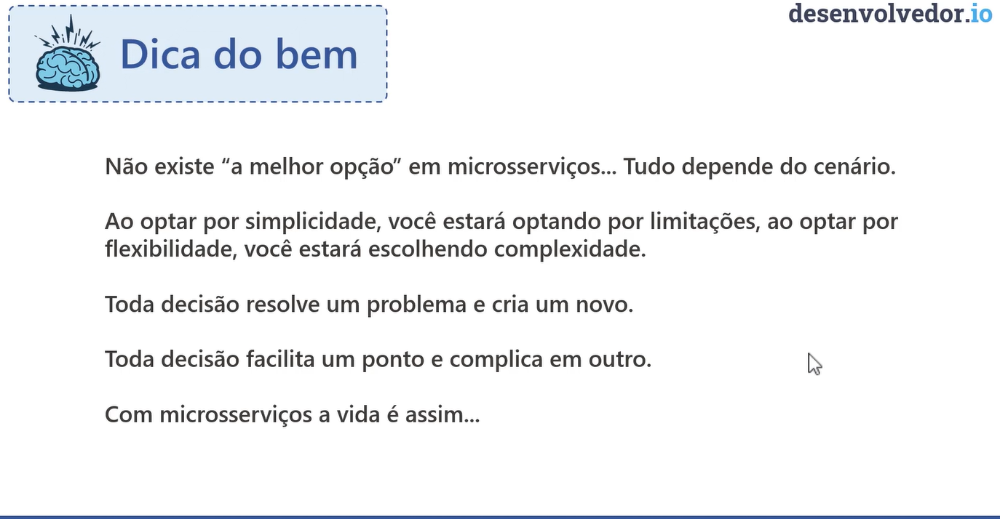 desenvolvedor.io
Dica do bem
Não existe “a melhor opção” em microsserviços... Tudo depende do cenário.
Ao optar por simplicidade, você estará optando por limitações, ao optar por
flexibilidade, você estará escolhendo complexidade.
Toda decisão resolve um problema e cria um novo.
Toda decisão facilita um ponto e complica em outro.
Com microsserviços a vida é assim...